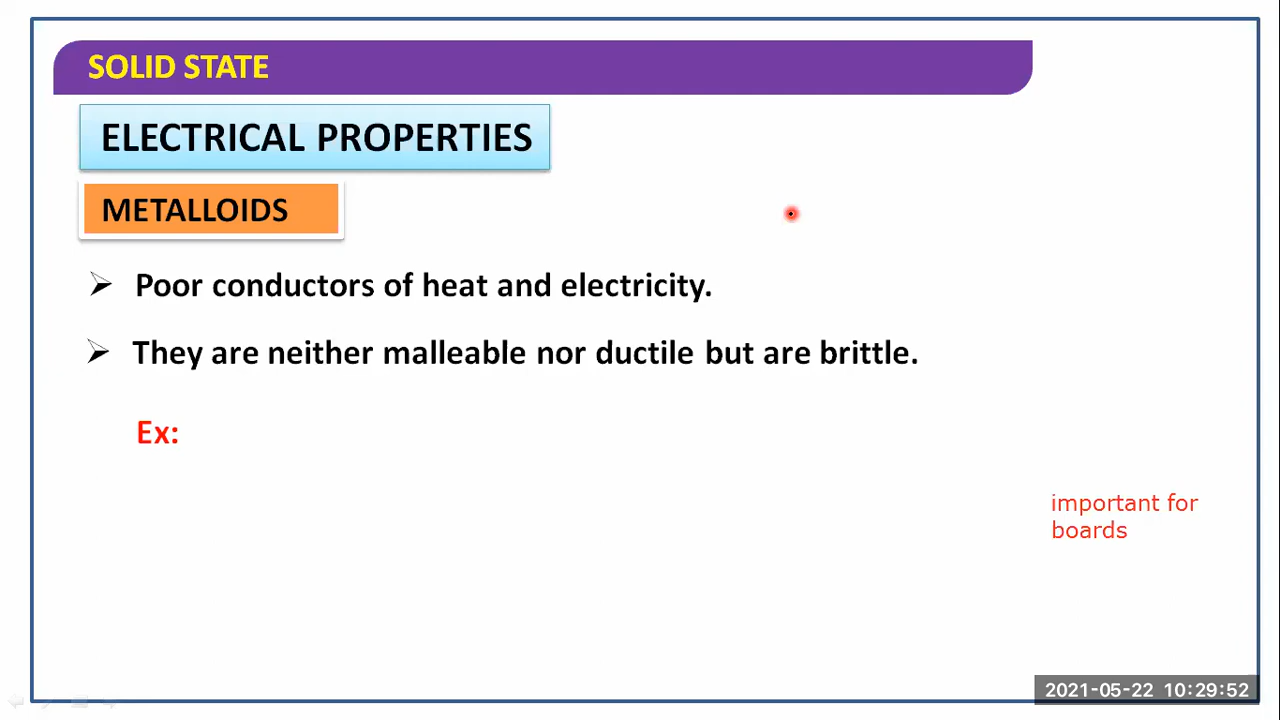 SOLID STATE
ELECTRICAL PROPERTIES
METALLOIDS
Poor conductors of heat and electricity.
They are neither malleable nor ductile but are brittle.
Ex:
important for
boards
2021-05-22 10:29:52